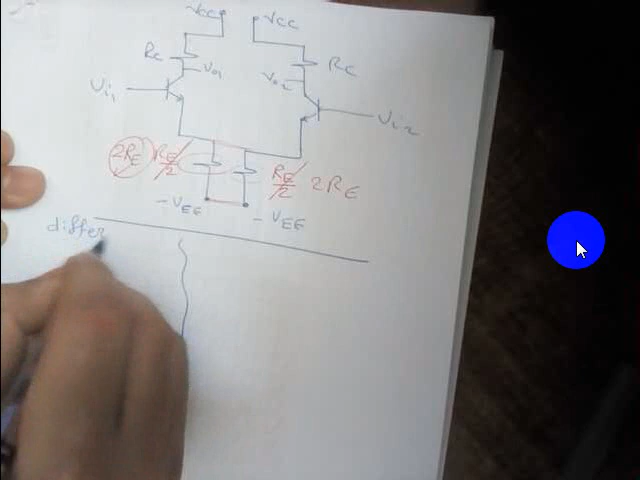 VCC VCC
RC RC
Vo1 Vo2
Vi1 Vi2
2RE RE/2 RE/2 2RE
-VEE -VEE
differ